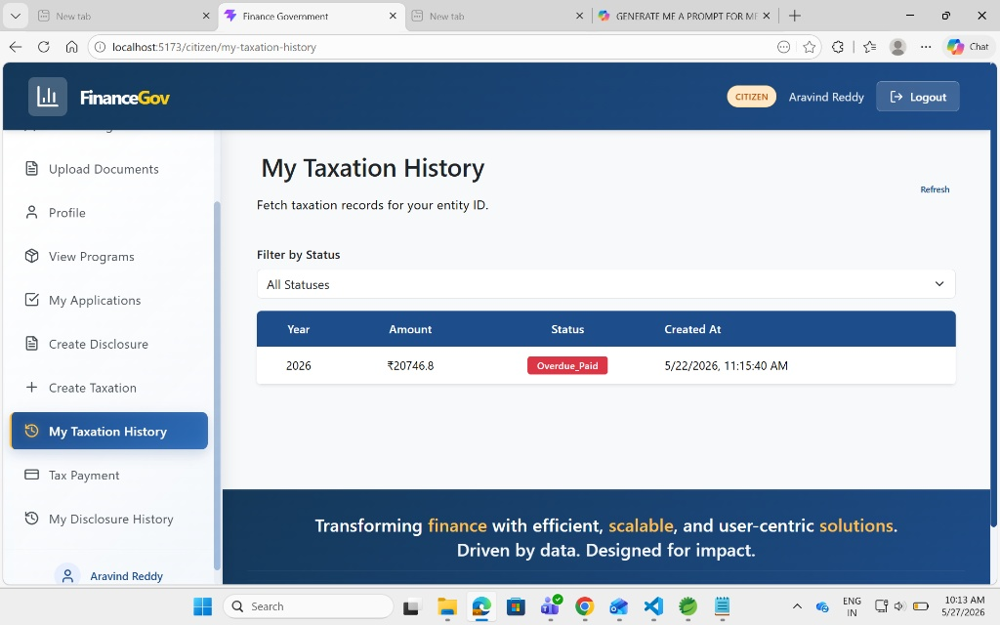 New tab
Finance Government
New tab
GENERATE ME A PROMPT FOR ME
localhost:5173/citizen/my-taxation-history
Chat
FinanceGov
CITIZEN
Aravind Reddy
Logout
Upload Documents
Profile
View Programs
My Applications
Create Disclosure
Create Taxation
My Taxation History
Tax Payment
My Disclosure History
Aravind Reddy
My Taxation History
Refresh
Fetch taxation records for your entity ID.
Filter by Status
All Statuses
Year Amount Status Created At
2026 ₹20746.8 Overdue_Paid 5/22/2026, 11:15:40 AM
Transforming finance with efficient, scalable, and user-centric solutions.
Driven by data. Designed for impact.
Search
ENG
IN
10:13 AM
5/27/2026